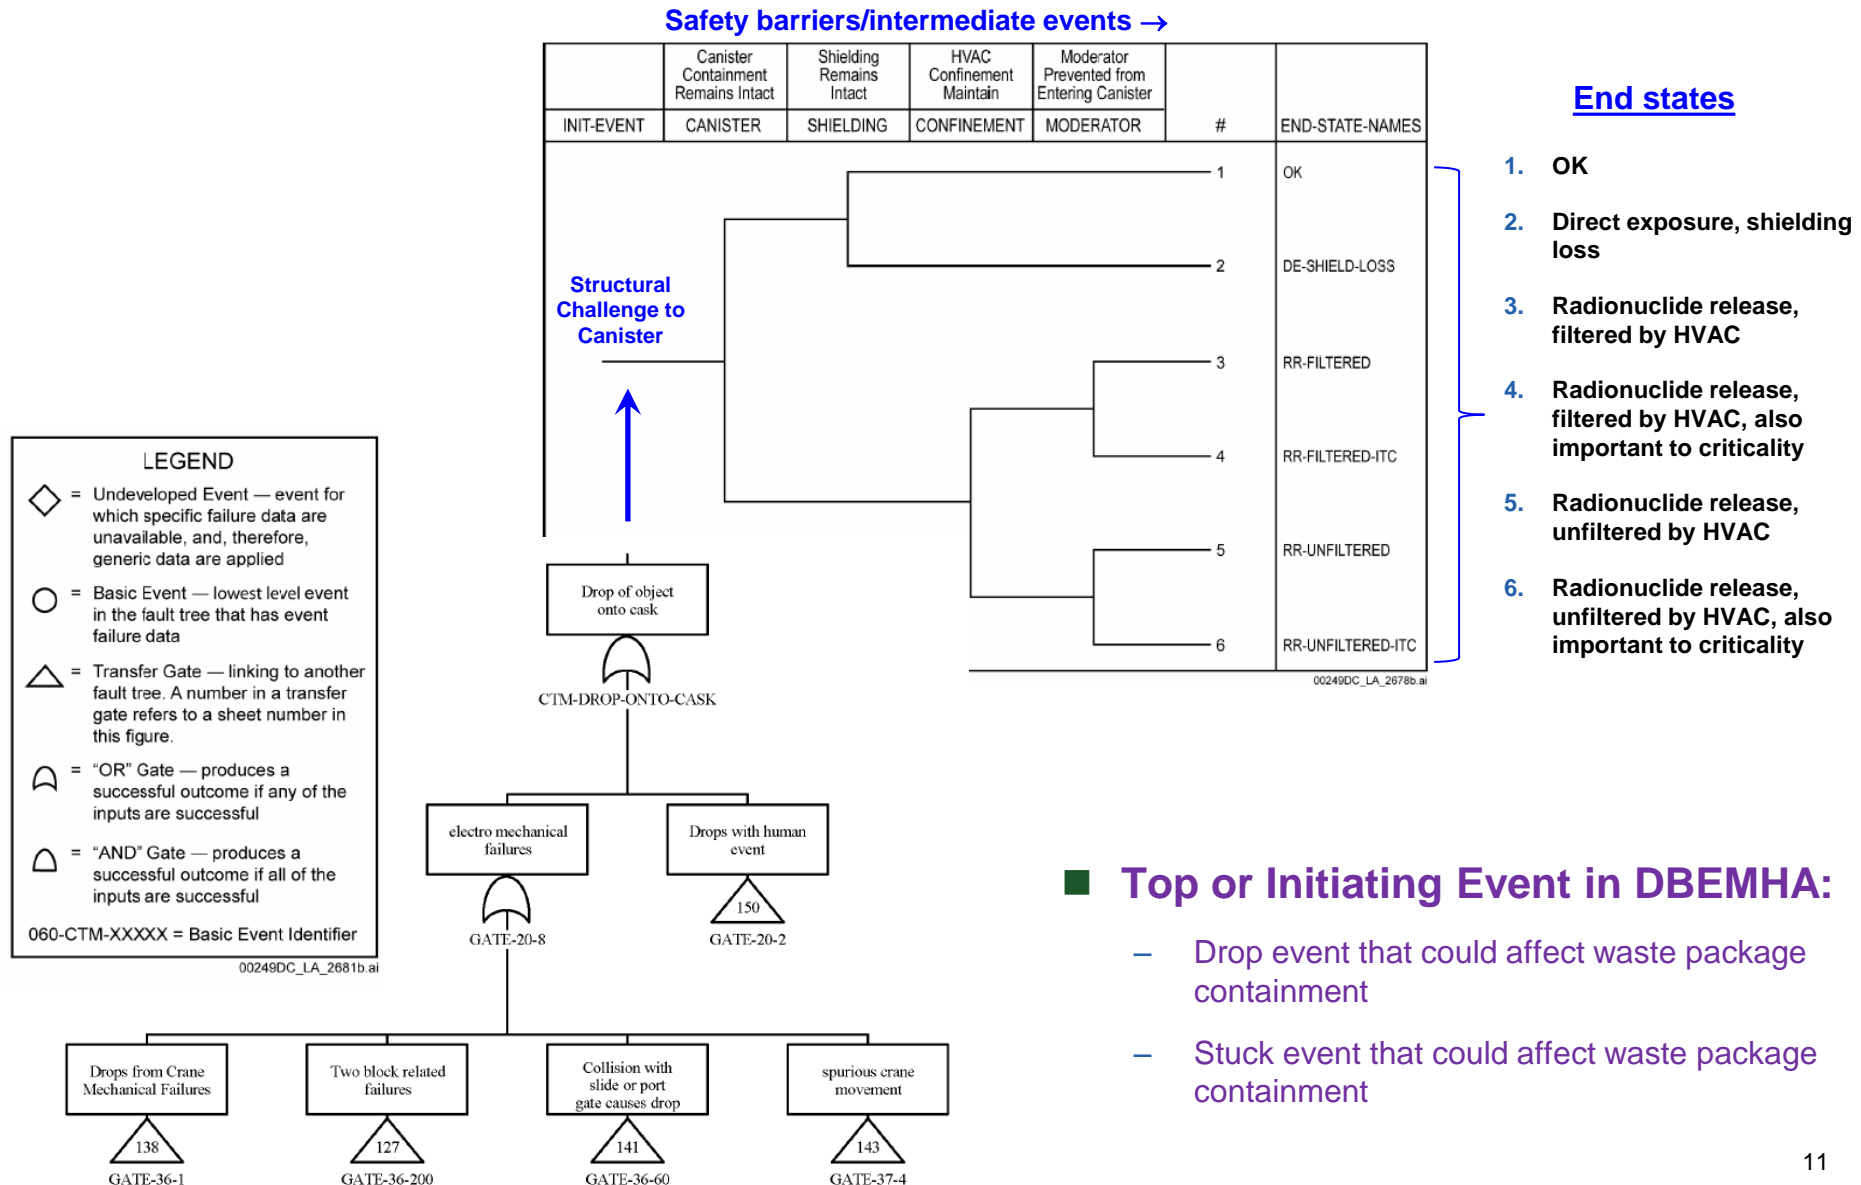 Safety barriers/intermediate events →
Canister
Containment
Remains Intact
Shielding
Remains
Intact
HVAC
Confinement
Maintain
Moderator
Prevented from
Entering Canister
INIT-EVENT
CANISTER
SHIELDING
CONFINEMENT
MODERATOR
#
END-STATE-NAMES
1
OK
2
DE-SHIELD-LOSS
3
RR-FILTERED
4
RR-FILTERED-ITC
5
RR-UNFILTERED
6
RR-UNFILTERED-ITC
00249DC_LA_2678b.ai
Structural
Challenge to
Canister
End states
1. OK
2. Direct exposure, shielding
loss
3. Radionuclide release,
filtered by HVAC
4. Radionuclide release,
filtered by HVAC, also
important to criticality
5. Radionuclide release,
unfiltered by HVAC
6. Radionuclide release,
unfiltered by HVAC, also
important to criticality
LEGEND
= Undeveloped Event — event for
which specific failure data are
unavailable, and, therefore,
generic data are applied
= Basic Event — lowest level event
in the fault tree that has event
failure data
= Transfer Gate — linking to another
fault tree. A number in a transfer
gate refers to a sheet number in
this figure.
= "OR" Gate — produces a
successful outcome if any of the
inputs are successful
= "AND" Gate — produces a
successful outcome if all of the
inputs are successful
060-CTM-XXXXX = Basic Event Identifier
00249DC_LA_2681b.ai
Drop of object
onto cask
CTM-DROP-ONTO-CASK
electro mechanical
failures
GATE-20-8
Drops with human
event
150
GATE-20-2
Drops from Crane
Mechanical Failures
138
GATE-36-1
Two block related
failures
127
GATE-36-200
Collision with
slide or port
gate causes drop
141
GATE-36-60
spurious crane
movement
143
GATE-37-4
Top or Initiating Event in DBEMHA:
– Drop event that could affect waste package
containment
– Stuck event that could affect waste package
containment
11